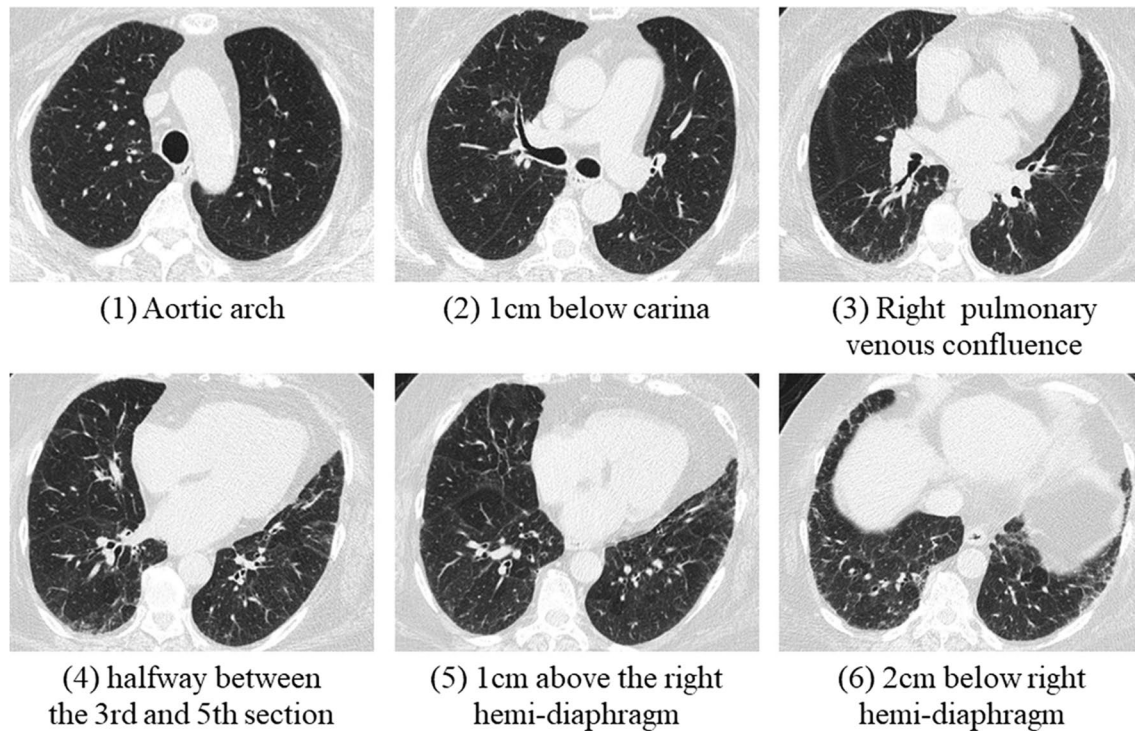 (1) Aortic arch
(2) 1cm below carina
(3) Right pulmonary
venous confluence
(4) halfway between
the 3rd and 5th section
(5) 1cm above the right
hemi-diaphragm
(6) 2cm below right
hemi-diaphragm